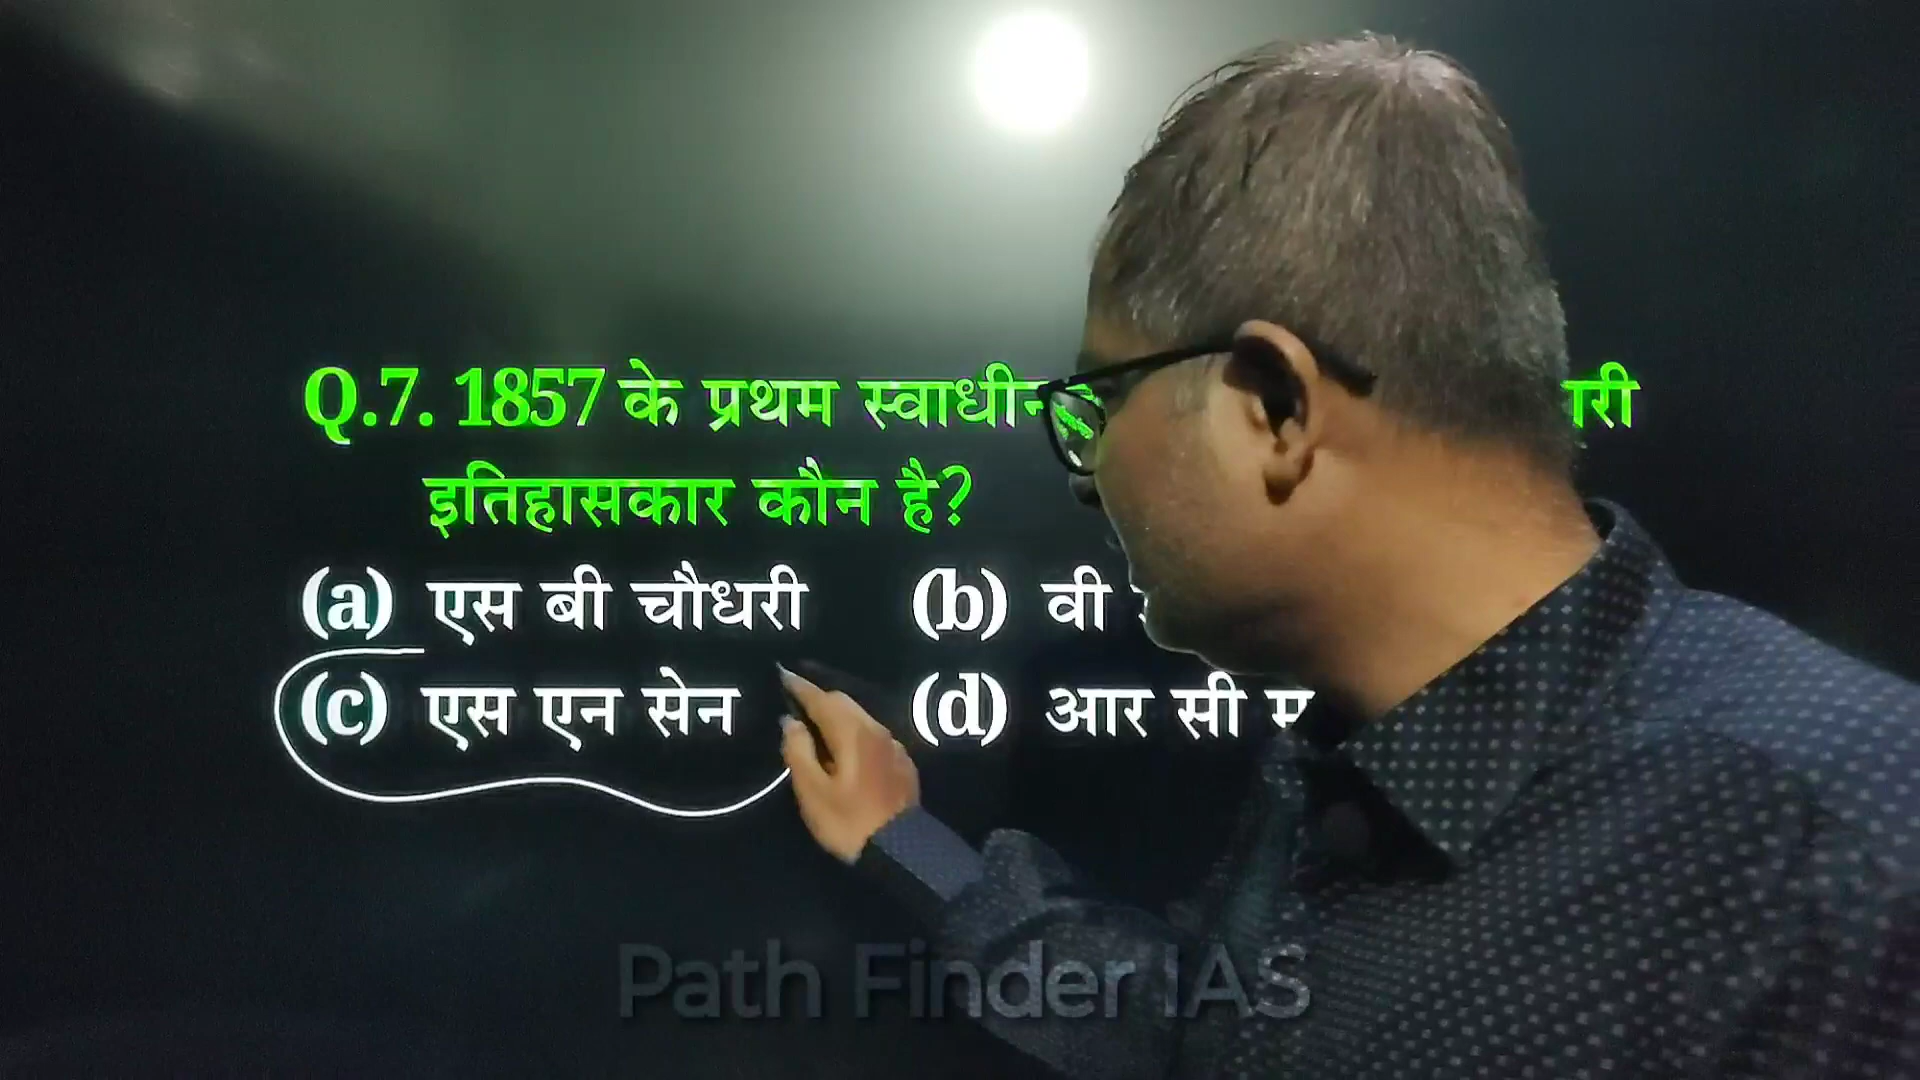 Q.7. 1857 के प्रथम
इतिहासकार कौन है?
(a) एस बी चौधरी (b) वी
(c) एस एन सेन (d) आर सी
Path Finder IAS